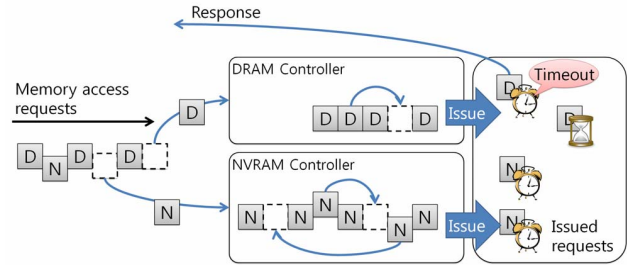 Response
DRAM Controller
Timeout
Memory access
requests
D
D
D
D D D D
Issue
D
D N D D
NVRAM Controller
N
N
N N N N N N
Issue
N
Issued
requests